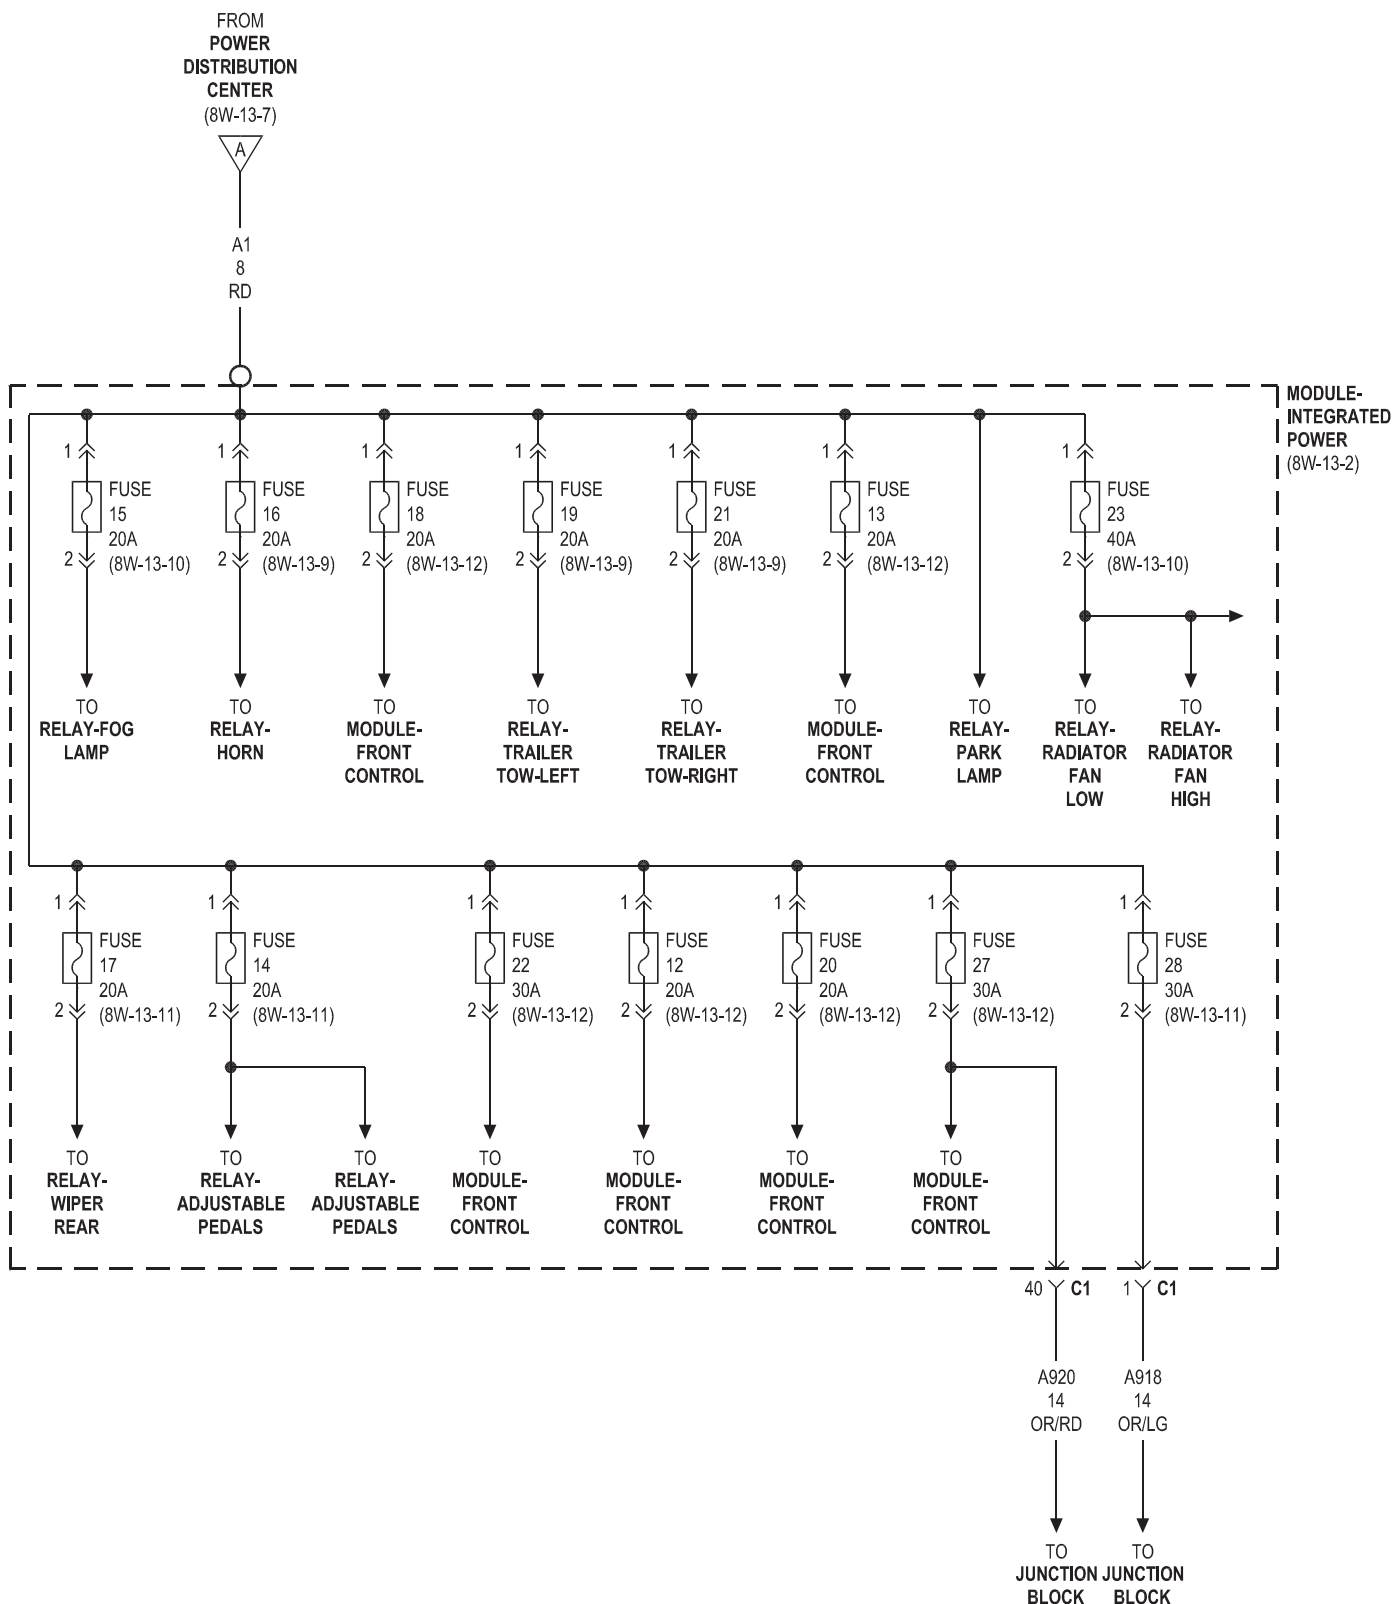 FROM
POWER
DISTRIBUTION
CENTER
(8W-13-7)
A
A1
8
RD
MODULE-
INTEGRATED
POWER
(8W-13-2)
1 1 1 1 1 1 1
FUSE FUSE FUSE FUSE FUSE FUSE FUSE
15 16 18 19 21 13 23
20A 20A 20A 20A 20A 20A 40A
2 (8W-13-10) 2 (8W-13-9) 2 (8W-13-12) 2 (8W-13-9) 2 (8W-13-9) 2 (8W-13-12) 2 (8W-13-10)
TO TO TO TO TO TO TO TO TO
RELAY-FOG RELAY- MODULE- RELAY- RELAY- MODULE- RELAY- RELAY- RELAY-
LAMP HORN FRONT TRAILER TRAILER FRONT PARK RADIATOR RADIATOR
CONTROL TOW-LEFT TOW-RIGHT CONTROL LAMP FAN FAN
LOW HIGH
1 1 1 1 1 1 1
FUSE FUSE FUSE FUSE FUSE FUSE FUSE
17 14 22 12 20 27 28
20A 20A 30A 20A 20A 30A 30A
2 (8W-13-11) 2 (8W-13-11) 2 (8W-13-12) 2 (8W-13-12) 2 (8W-13-12) 2 (8W-13-12) 2 (8W-13-11)
TO TO TO TO TO TO TO
RELAY- RELAY- RELAY- MODULE- MODULE- MODULE- MODULE-
WIPER ADJUSTABLE ADJUSTABLE FRONT FRONT FRONT FRONT
REAR PEDALS PEDALS CONTROL CONTROL CONTROL CONTROL
40 C1 1 C1
A920 A918
14 14
OR/RD OR/LG
TO TO
JUNCTION JUNCTION
BLOCK BLOCK